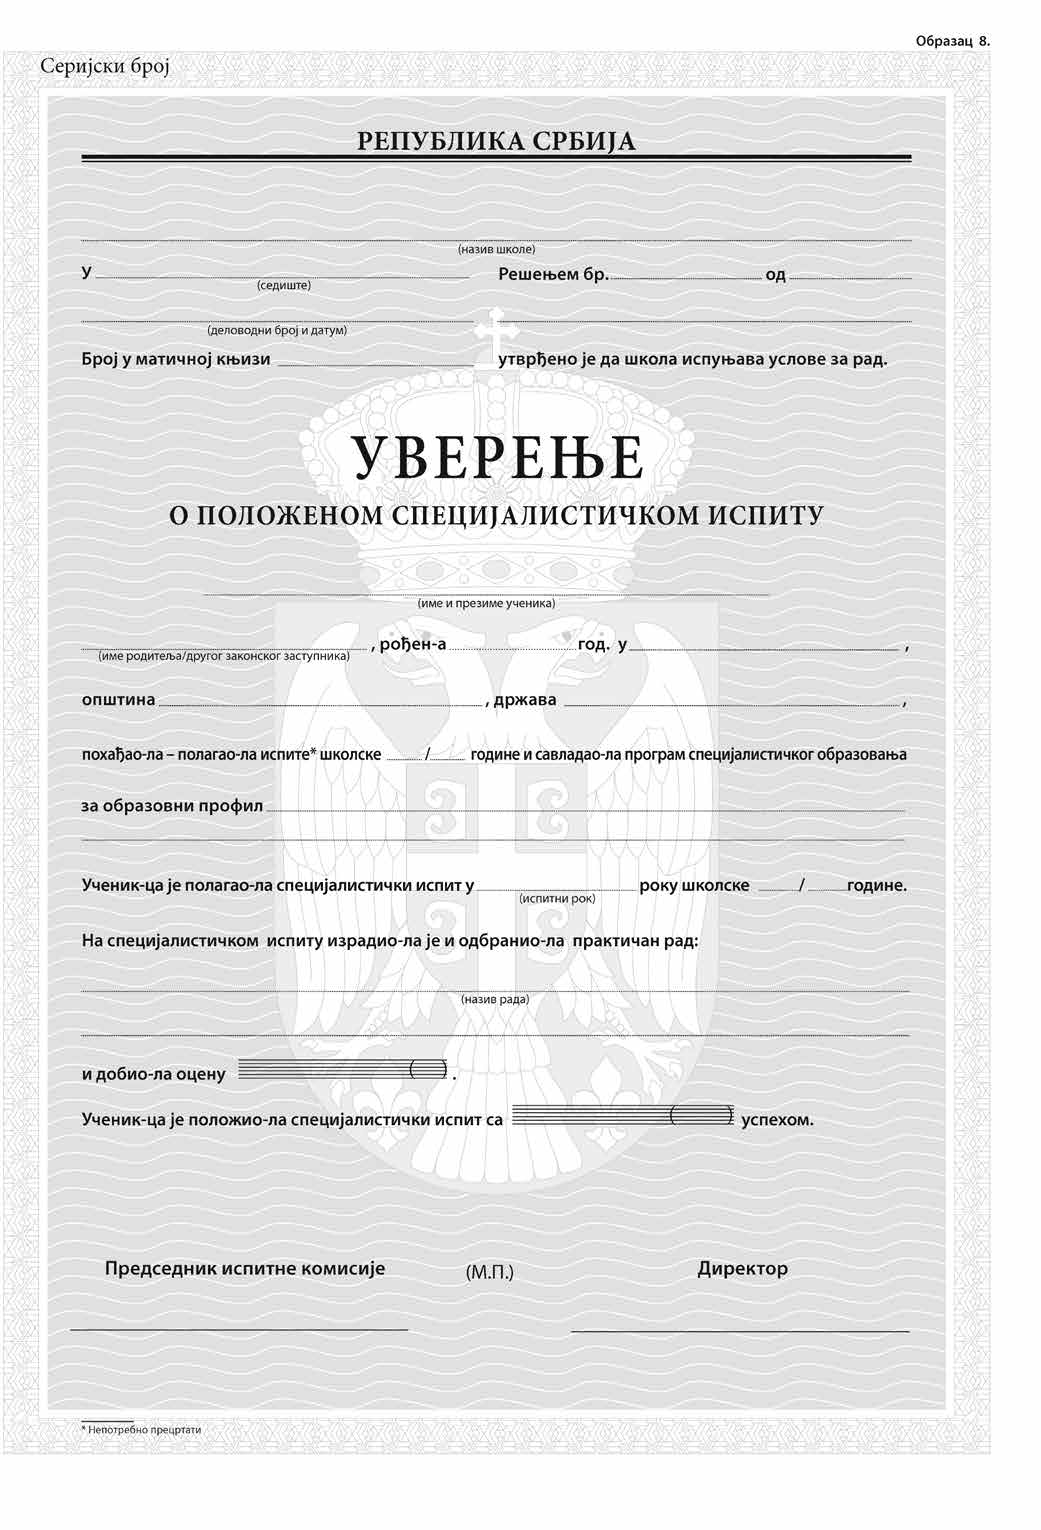 Образац 8.
Серијски број
РЕПУБЛИКА СРБИЈА
(назив школе)
У Решењем бр. од
(седиште)
(деловодни број и датум)
Број у матичној књизи утврђено је да школа испуњава услове за рад.
УВЕРЕЊЕ
О ПОЛОЖЕНОМ СПЕЦИЈАЛИСТИЧКОМ ИСПИТУ
(име и презиме ученика)
, рођен-а год. у ,
(име родитеља/другог законског заступника)
општина , држава ,
похађао-ла – полагао-ла испите* школске / године и савладао-ла програм специјалистичког образовања
за образовни профил
Ученик-ца је полагао-ла специјалистички испит у року школске / године.
(испитни рок)
На специјалистичком испиту израдио-ла је и одбранио-ла практичан рад:
(назив рада)
и добио-ла оцену .
Ученик-ца је положио-ла специјалистички испит са успехом.
Председник испитне комисије (М.П.) Директор
* Непотребно прецртати